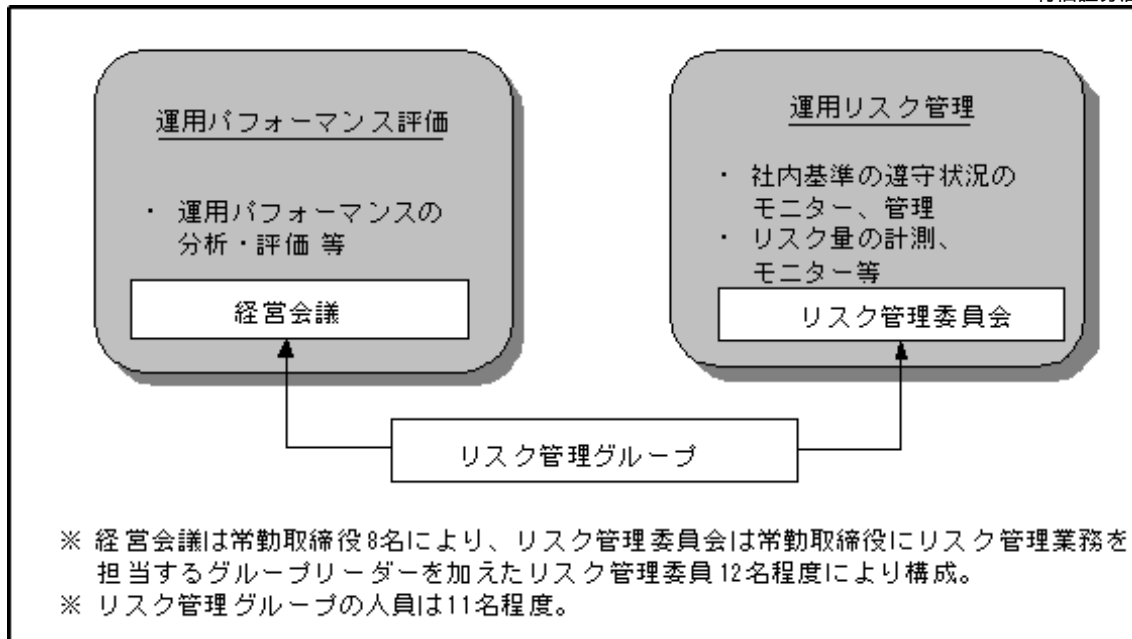 運用パフォーマンス評価
・ 運用パフォーマンスの
分析・評価 等
経営会議
運用リスク管理
・ 社内基準の遵守状況の
モニター、管理
・ リスク量の計測、
モニター等
リスク管理委員会
リスク管理グループ
※ 経営会議は常勤取締役8名により、リスク管理委員会は常勤取締役にリスク管理業務を
担当するグループリーダーを加えたリスク管理委員12名程度により構成。
※ リスク管理グループの人員は11名程度。